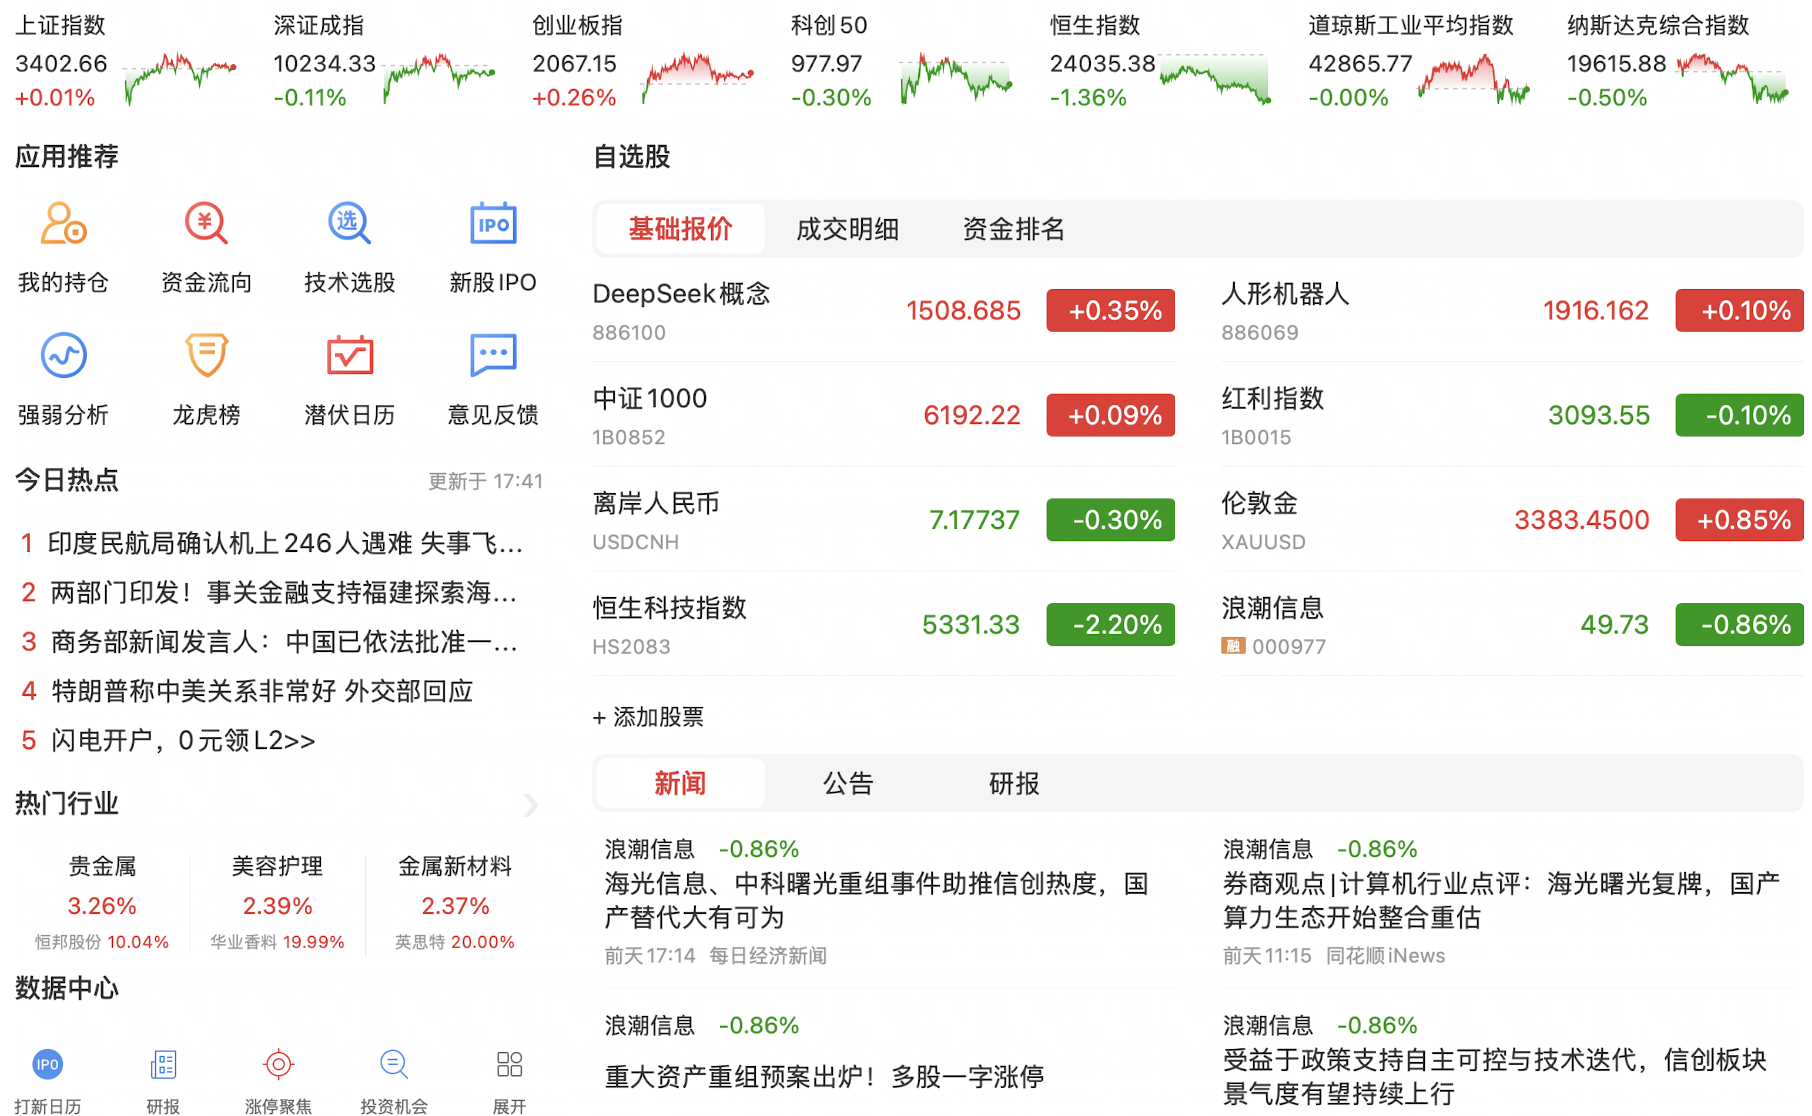 上证指数
3402.66
+0.01%
深证成指
10234.33
-0.11%
创业板指
2067.15
+0.26%
科创50
977.97
-0.30%
恒生指数
24035.38
-1.36%
道琼斯工业平均指数
42865.77
-0.00%
纳斯达克综合指数
19615.88
-0.50%
应用推荐
¥
选
IPO
我的持仓
资金流向
技术选股
新股IPO
强弱分析
龙虎榜
潜伏日历
意见反馈
今日热点
更新于 17:41
1 印度民航局确认机上246人遇难 失事飞...
2 两部门印发！事关金融支持福建探索海...
3 商务部新闻发言人：中国已依法批准一...
4 特朗普称中美关系非常好 外交部回应
5 闪电开户，0元领L2>>
热门行业
贵金属
3.26%
恒邦股份 10.04%
美容护理
2.39%
华业香料 19.99%
金属新材料
2.37%
英思特 20.00%
数据中心
IPO
打新日历
研报
涨停聚焦
投资机会
展开
自选股
基础报价
成交明细
资金排名
DeepSeek概念
886100
1508.685
+0.35%
人形机器人
886069
1916.162
+0.10%
中证1000
1B0852
6192.22
+0.09%
红利指数
1B0015
3093.55
-0.10%
离岸人民币
USDCNH
7.17737
-0.30%
伦敦金
XAUUSD
3383.4500
+0.85%
恒生科技指数
HS2083
5331.33
-2.20%
浪潮信息
融 000977
49.73
-0.86%
+ 添加股票
新闻
公告
研报
浪潮信息 -0.86%
海光信息、中科曙光重组事件助推信创热度，国
产替代大有可为
前天17:14 每日经济新闻
浪潮信息 -0.86%
券商观点|计算机行业点评：海光曙光复牌，国产
算力生态开始整合重估
前天11:15 同花顺iNews
浪潮信息 -0.86%
重大资产重组预案出炉！多股一字涨停
浪潮信息 -0.86%
受益于政策支持自主可控与技术迭代，信创板块
景气度有望持续上行